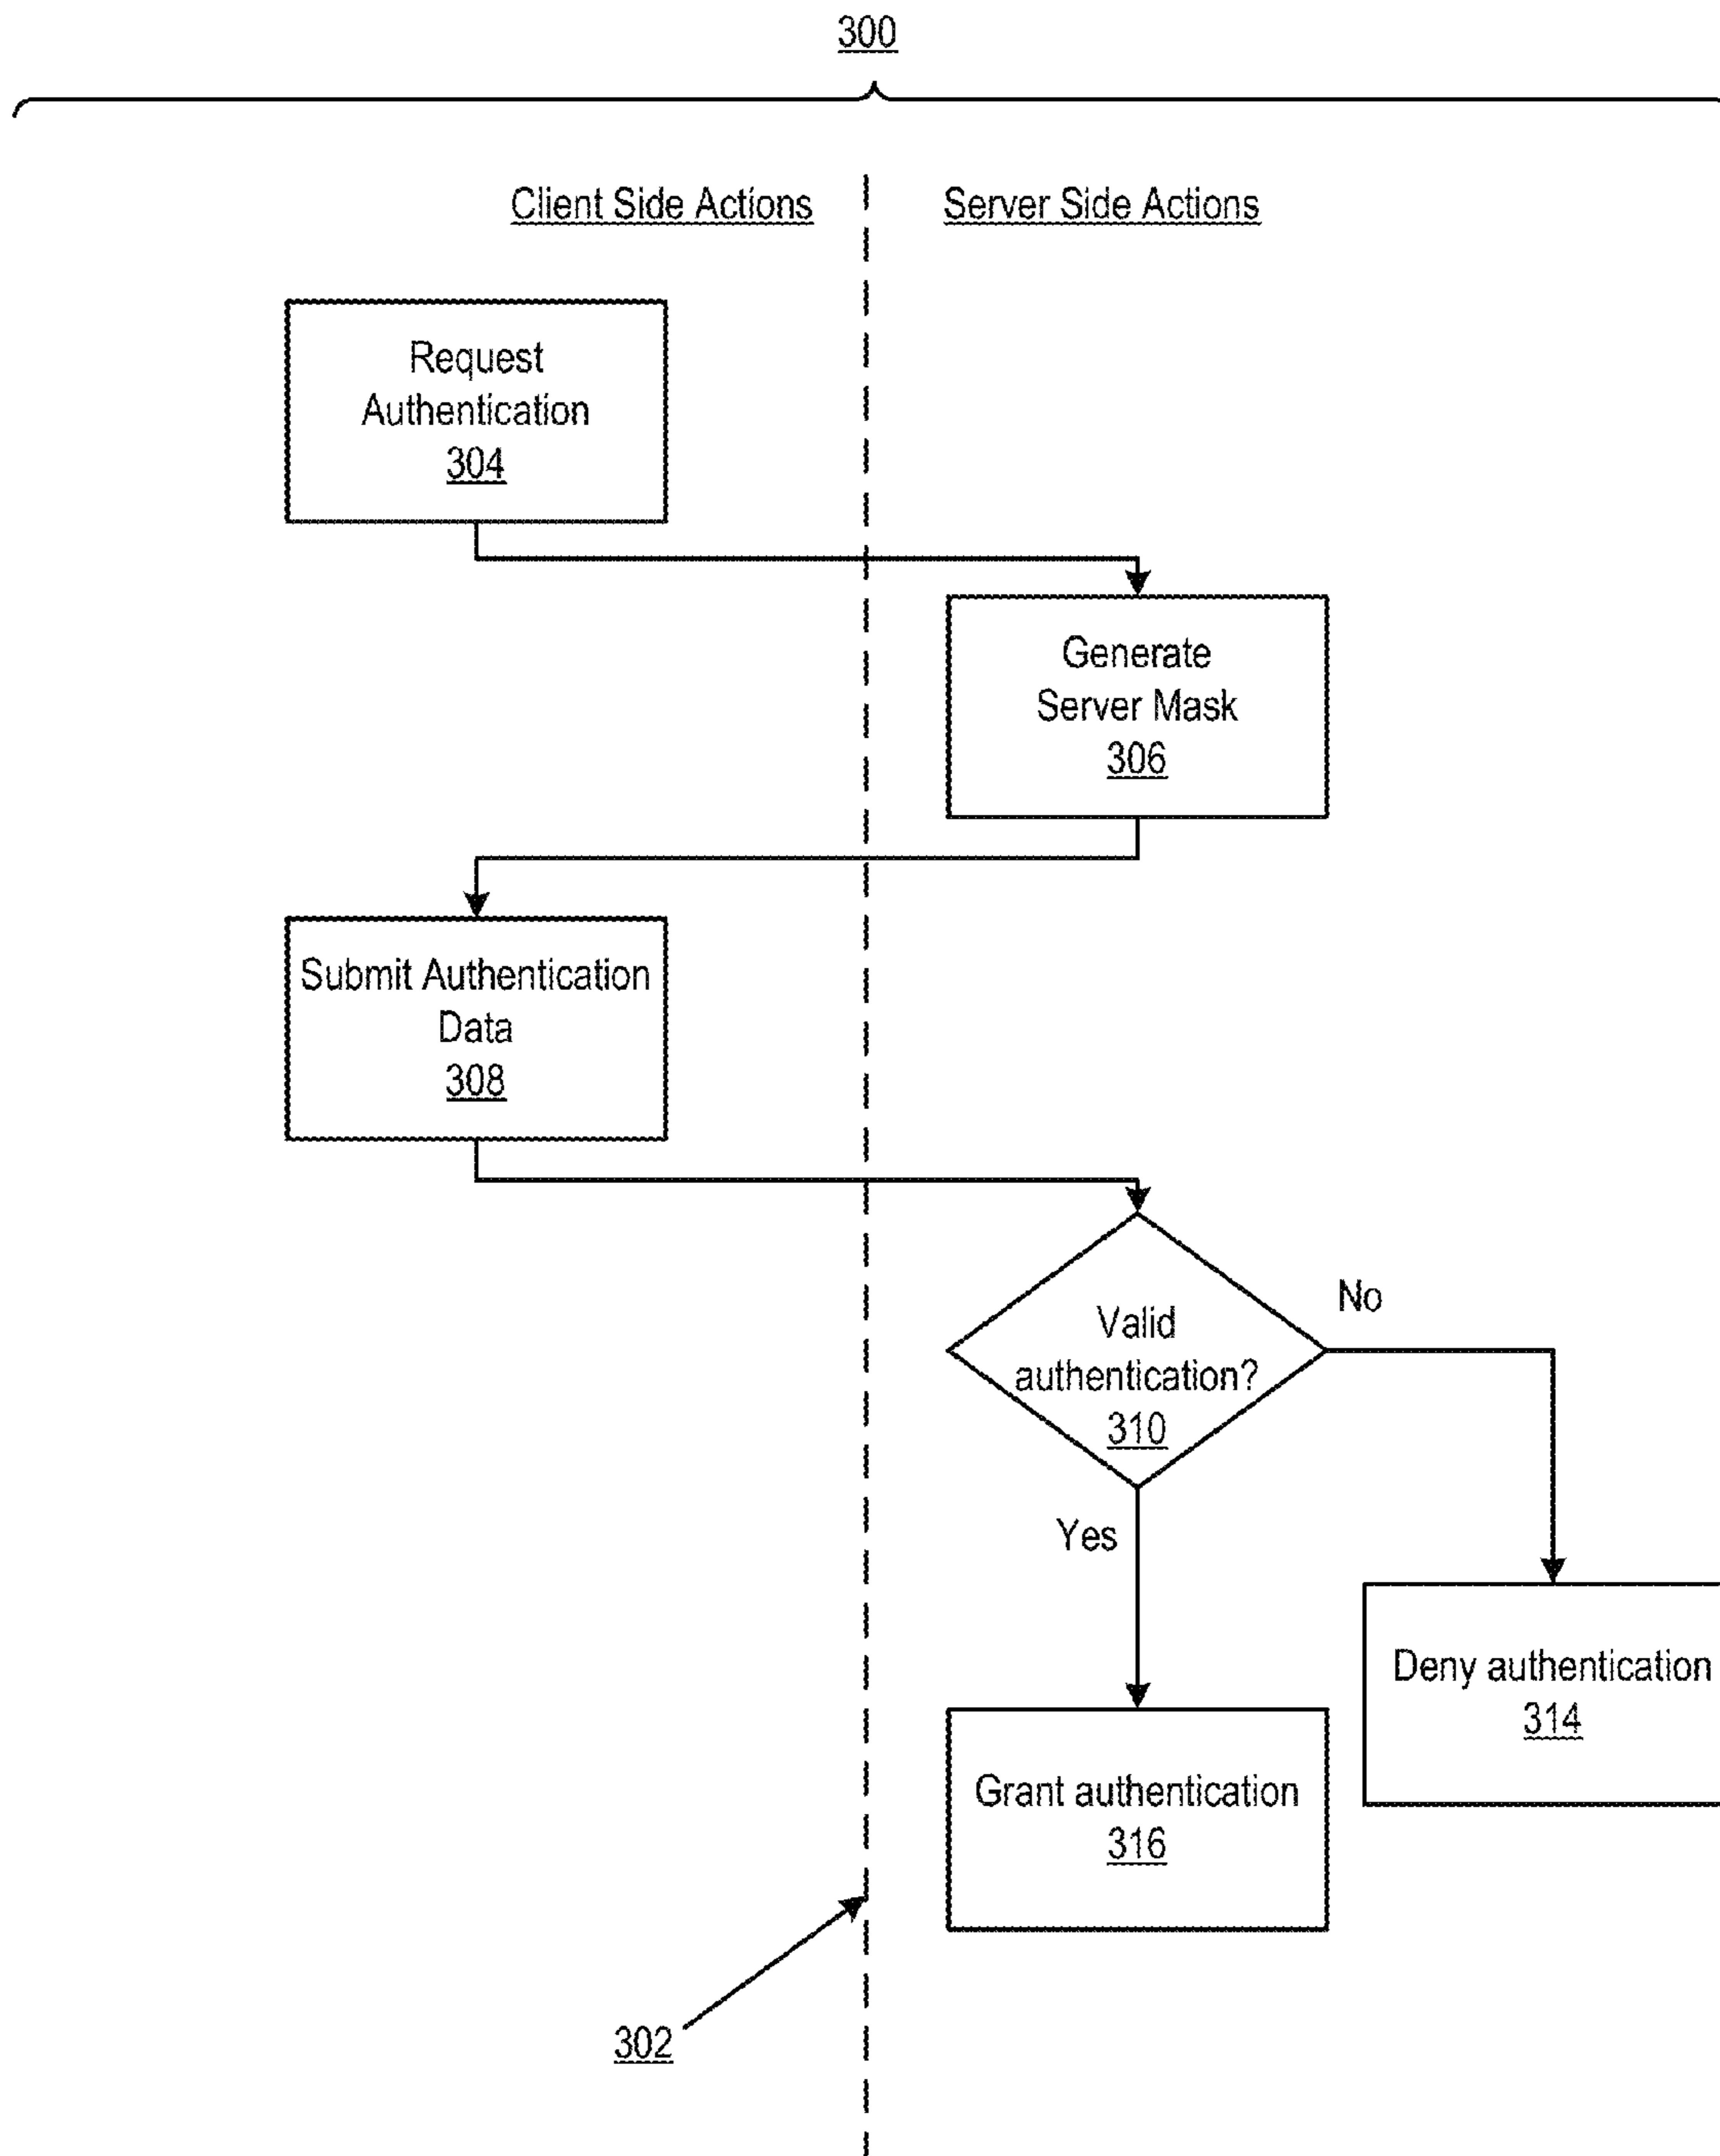 300
Client Side Actions
Server Side Actions
Request
Authentication
304
Generate
Server Mask
306
Submit Authentication
Data
308
Valid
authentication?
310
No
Yes
Deny authentication
314
Grant authentication
316
302